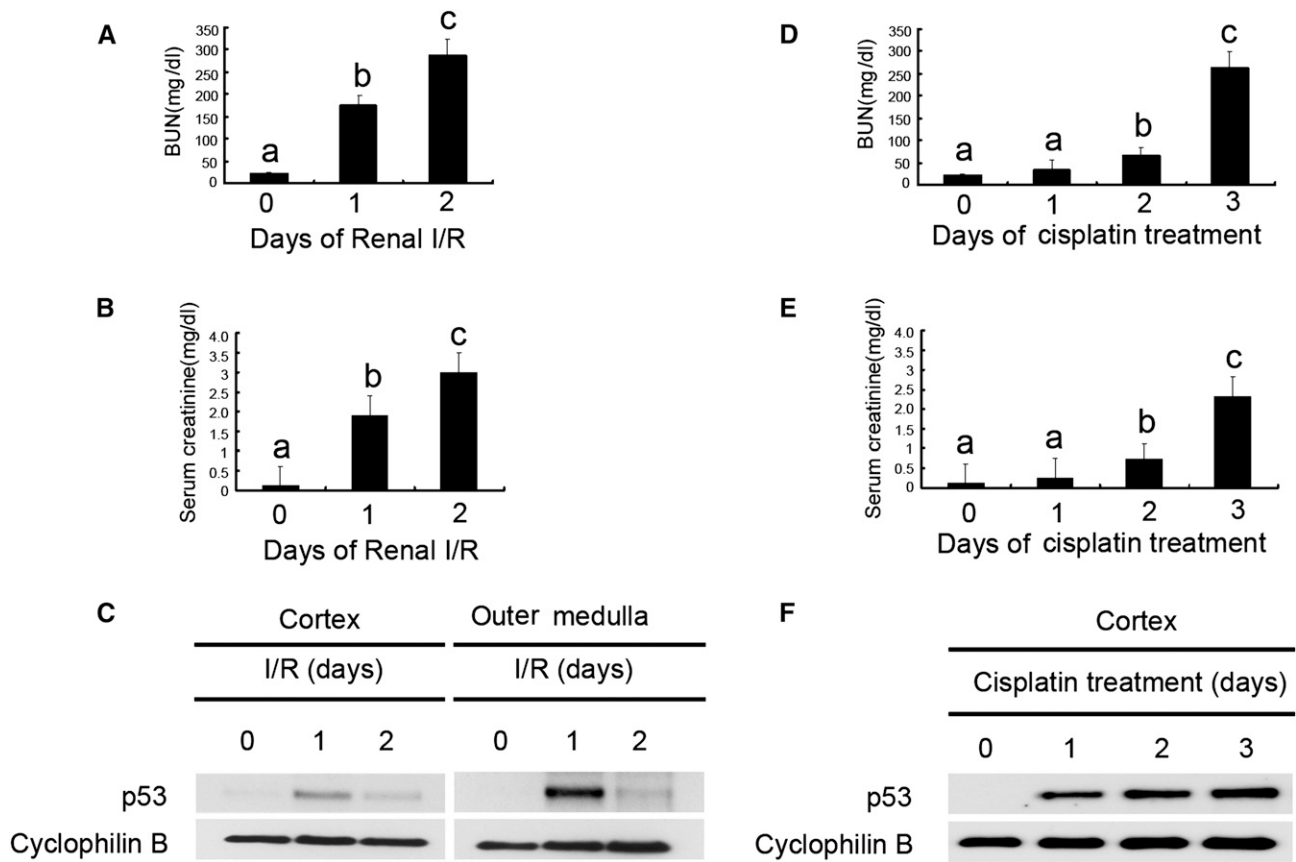 A
BUN(mg/dl)
350
300
250
200
150
100
50
0
a
b
c
0 1 2
Days of Renal I/R
B
Serum creatinine(mg/dl)
4.0
3.5
3
2.5
2.0
1.5
1
0.5
0
a
b
c
0 1 2
Days of Renal I/R
C
Cortex
I/R (days)
0 1 2
Outer medulla
I/R (days)
0 1 2
p53
Cyclophilin B
D
BUN(mg/dl)
350
300
250
200
150
100
50
0
a
a
b
c
0 1 2 3
Days of cisplatin treatment
E
Serum creatinine(mg/dl)
4.0
3.5
3
2.5
2.0
1.5
1
0.5
0
a
a
b
c
0 1 2 3
Days of cisplatin treatment
F
Cortex
Cisplatin treatment (days)
0 1 2 3
p53
Cyclophilin B